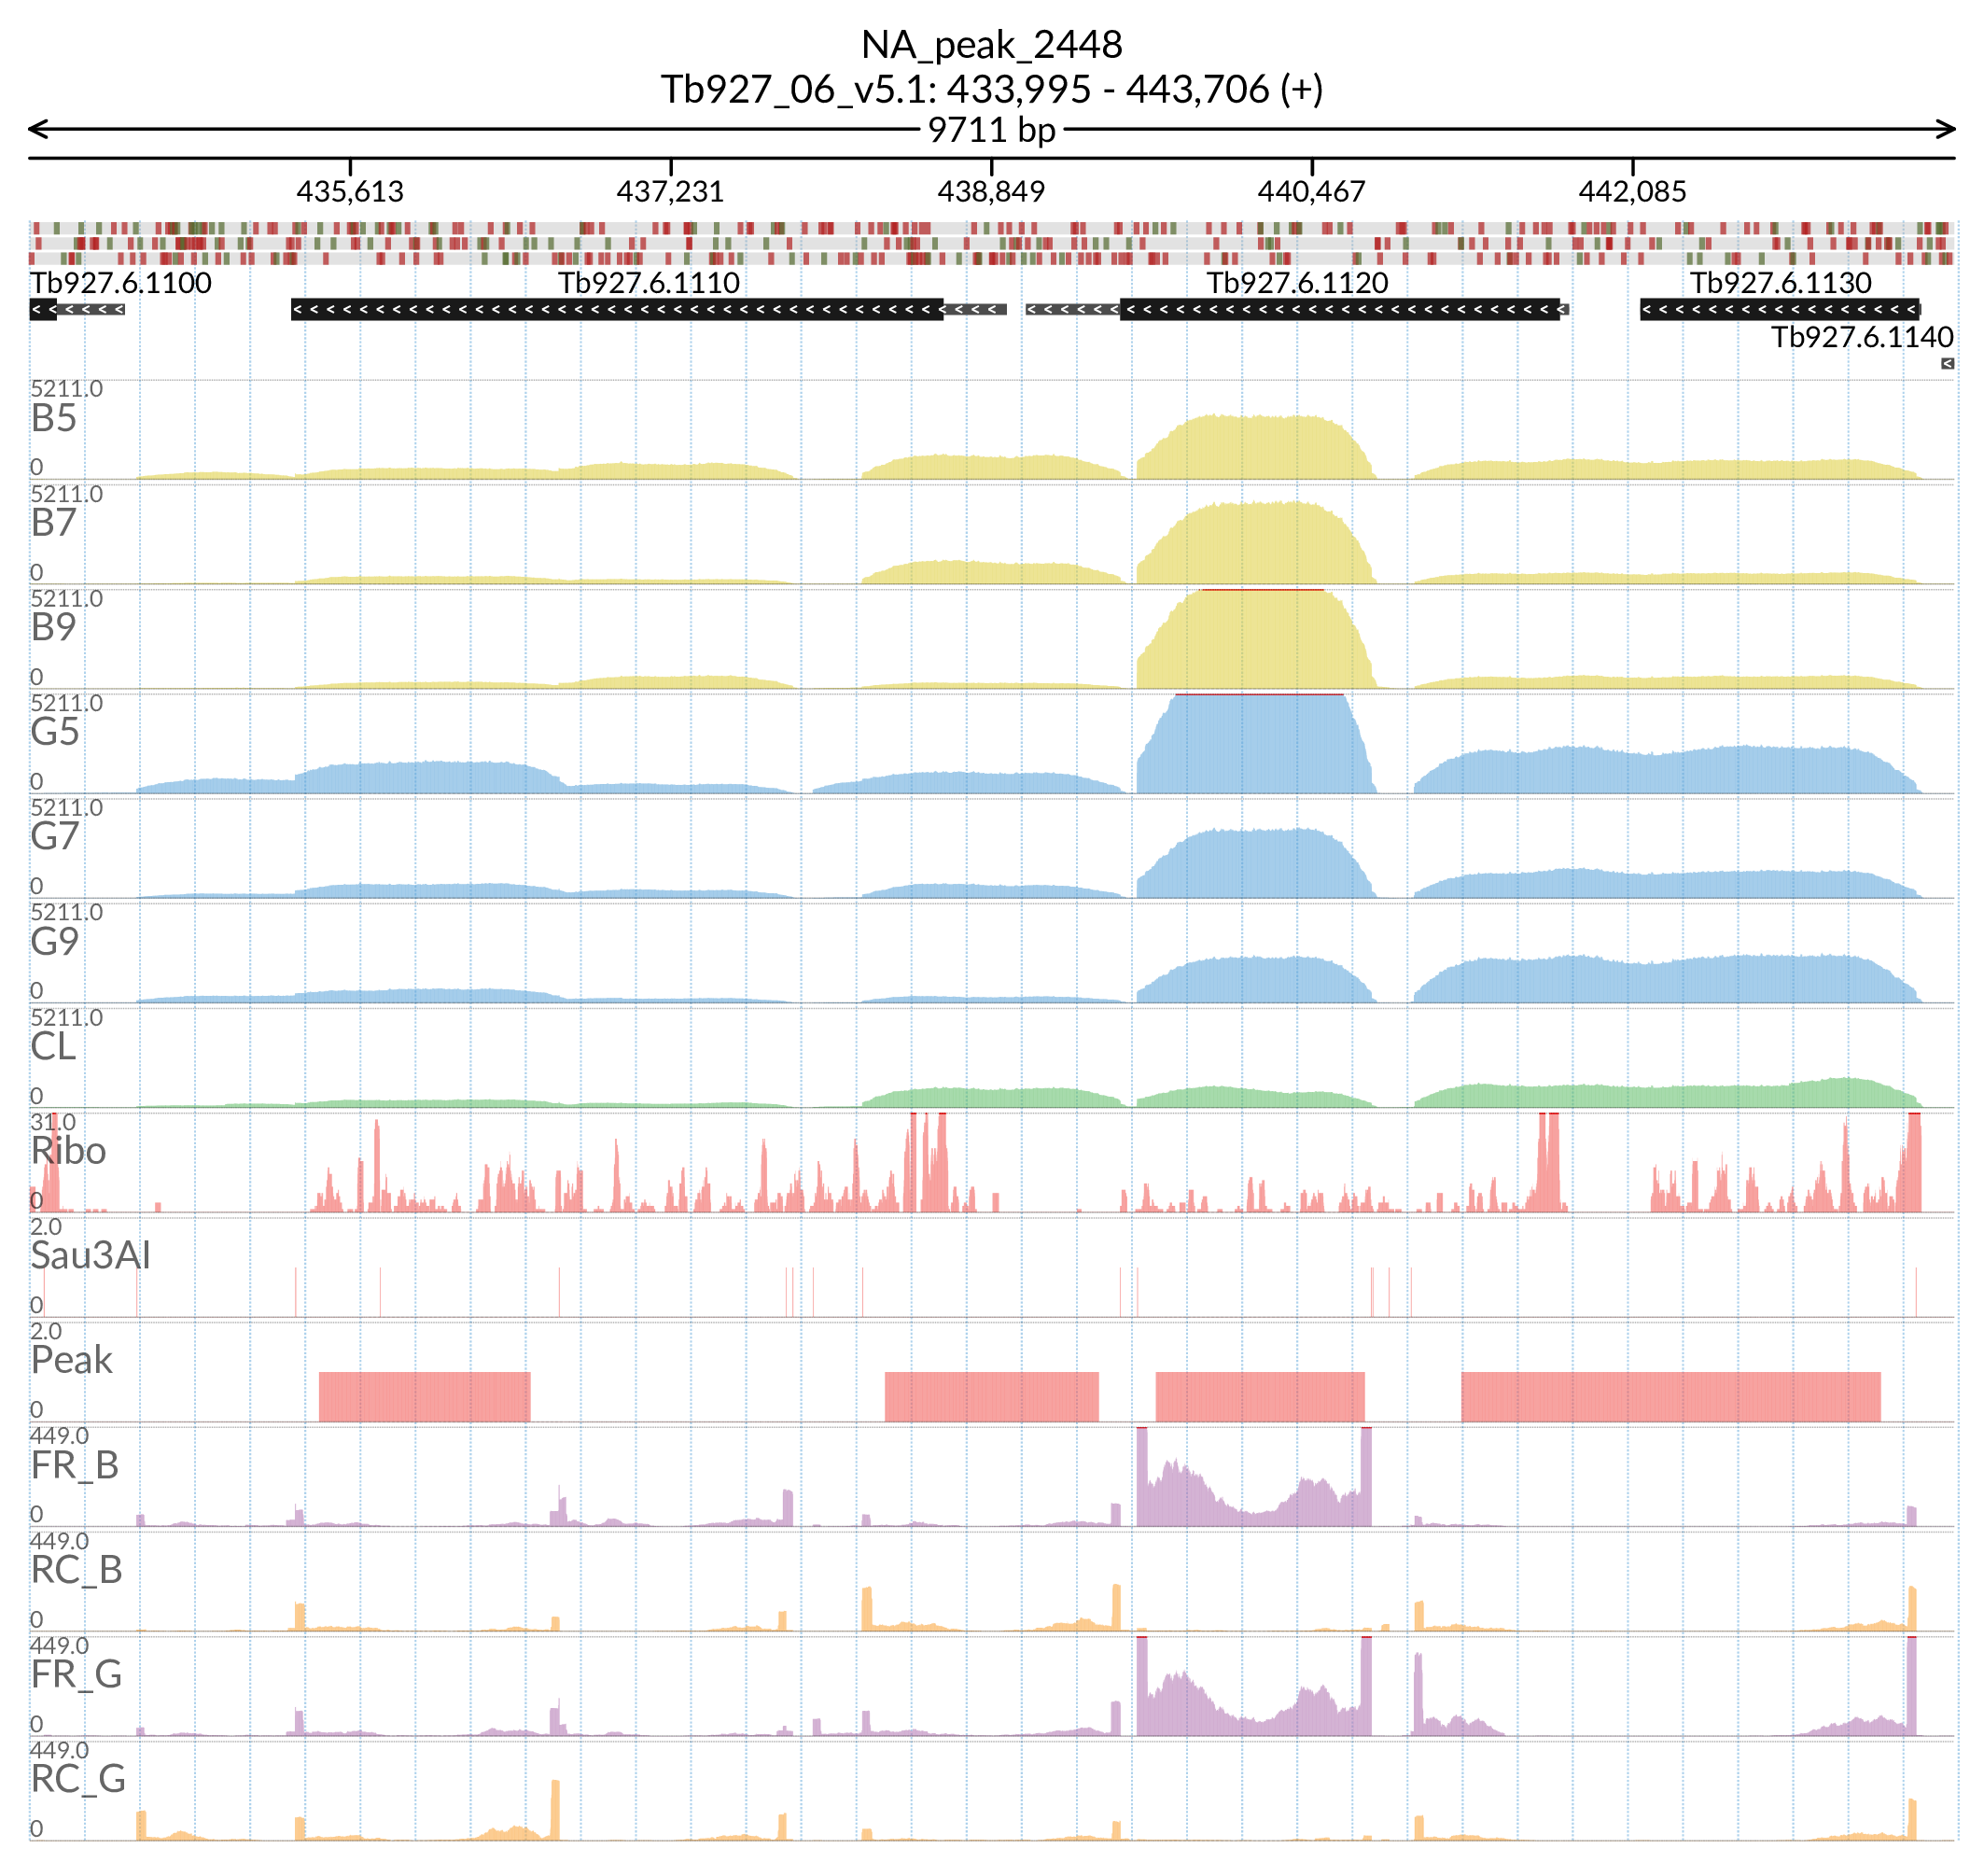 NA_peak_2448
Tb927_06_v5.1: 433,995 - 443,706 (+)
9711 bp
435,613 437,231 438,849 440,467 442,085
Tb927.6.1100 Tb927.6.1110 Tb927.6.1120 Tb927.6.1130
Tb927.6.1140
5211.0
B5
0
5211.0
B7
0
5211.0
B9
0
5211.0
G5
0
5211.0
G7
0
5211.0
G9
0
5211.0
CL
0
31.0
Ribo
0
2.0
Sau3AI
0
2.0
Peak
0
449.0
FR_B
0
449.0
RC_B
0
449.0
FR_G
0
449.0
RC_G
0